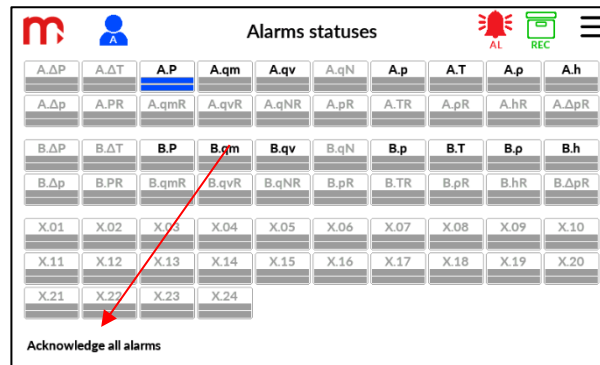 A
Alarms statuses
AL
REC
A.ΔP A.ΔT A.P A.qm A.qv A.qN A.p A.T A.ρ A.h
A.Δp A.PR A.qmR A.qvR A.qNR A.pR A.TR A.ρR A.hR A.ΔpR
B.ΔP B.ΔT B.P B.qm B.qv B.qN B.p B.T B.ρ B.h
B.Δp B.PR B.qmR B.qvR B.qNR B.pR B.TR B.ρR B.hR B.ΔpR
X.01 X.02 X.03 X.04 X.05 X.06 X.07 X.08 X.09 X.10
X.11 X.12 X.13 X.14 X.15 X.16 X.17 X.18 X.19 X.20
X.21 X.22 X.23 X.24
Acknowledge all alarms